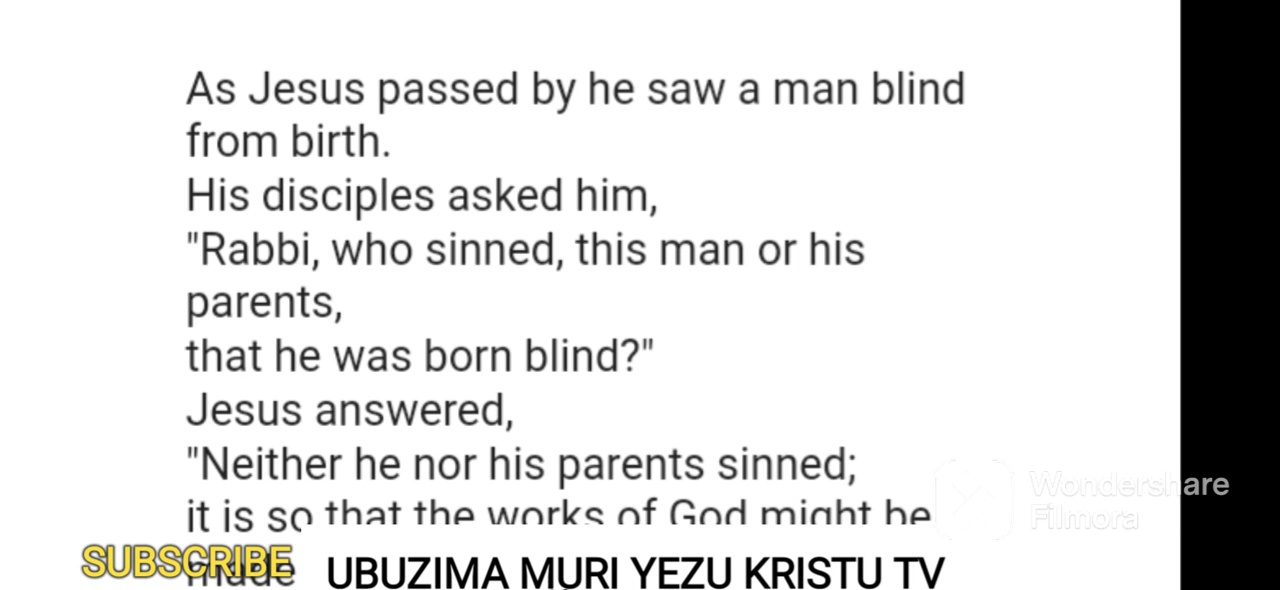 As Jesus passed by he saw a man blind
from birth.
His disciples asked him,
"Rabbi, who sinned, this man or his
parents,
that he was born blind?"
Jesus answered,
"Neither he nor his parents sinned;
it is so that the works of God might be
made
SUBSCRIBE
UBUZIMA MURI YEZU KRISTU TV
Wondershare
Filmora